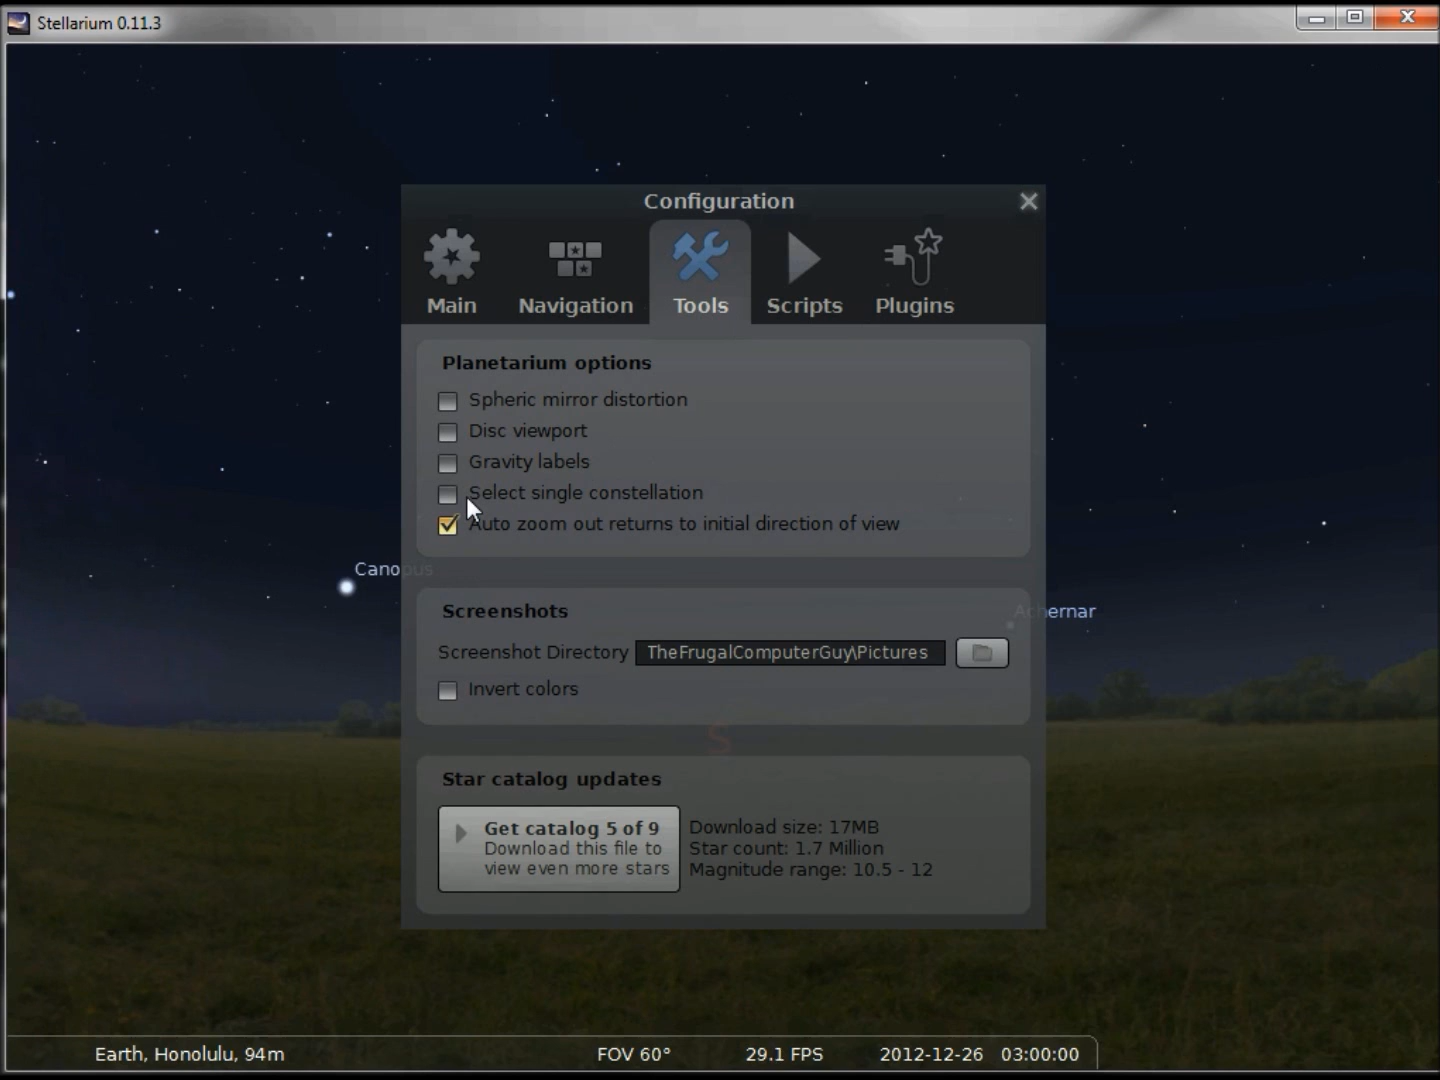 Stellarium 0.11.3
Configuration
Main
Navigation
Tools
Scripts
Plugins
Planetarium options
Spheric mirror distortion
Disc viewport
Gravity labels
Select single constellation
Auto zoom out returns to initial direction of view
Canopus
Screenshots
Achernar
Screenshot Directory TheFrugalComputerGuy\Pictures
Invert colors
S
Star catalog updates
Get catalog 5 of 9
Download this file to
view even more stars
Download size: 17MB
Star count: 1.7 Million
Magnitude range: 10.5 - 12
Earth, Honolulu, 94m FOV 60° 29.1 FPS 2012-12-26 03:00:00